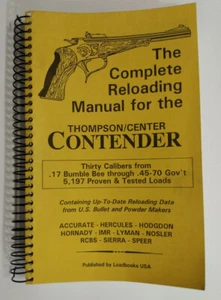 The
Complete
Reloading
Manual for the
THOMPSON/CENTER
CONTENDER
Thirty Calibers from
.17 Bumble Bee through .45-70 Gov't
5,197 Proven & Tested Loads
Containing Up-To-Date Reloading Data
from U.S. Bullet and Powder Makers
ACCURATE - HERCULES - HODGDON
HORNADY - IMR - LYMAN - NOSLER
RCBS - SIERRA - SPEER
Published by Loadbooks USA